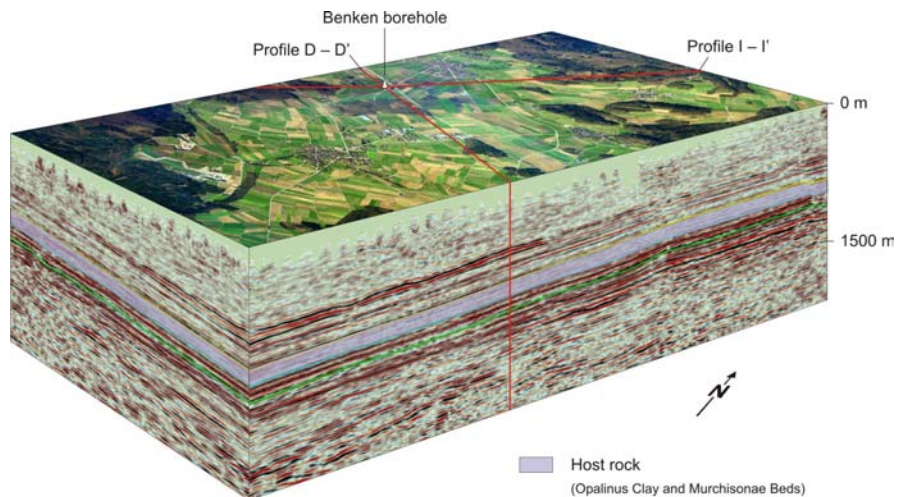 Benken borehole
Profile D – D'
Profile I – I'
0 m
1500 m
N
Host rock
(Opalinus Clay and Murchisonae Beds)